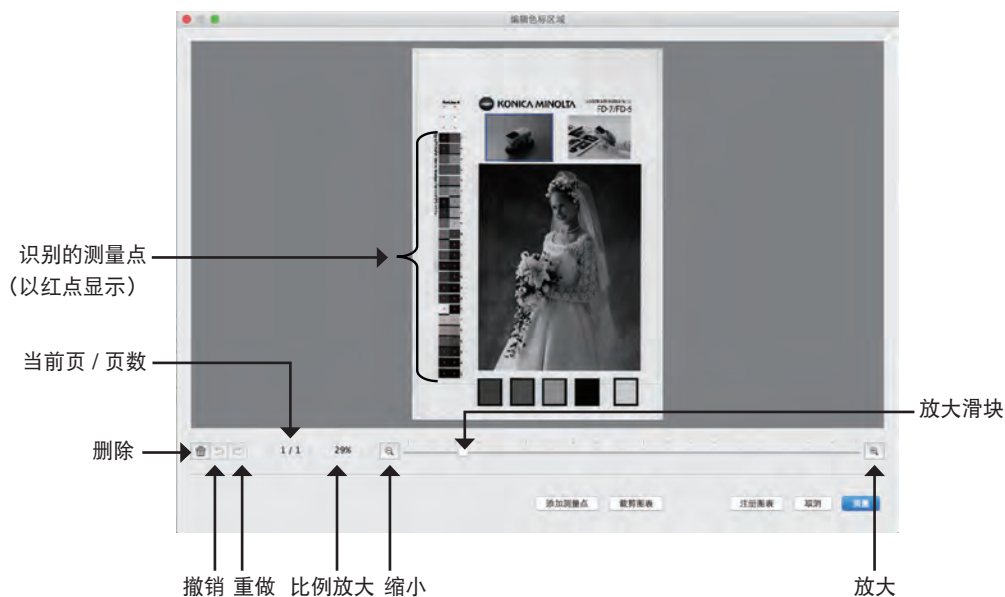 编辑色标区域
KONICA MINOLTA
FD-7/FD-5
识别的测量点
（以红点显示）
当前页 / 页数
放大滑块
删除
1 / 1
29%
添加测量点
裁剪图表
注册图表
取消
测量
撤销
重做
比例放大
缩小
放大